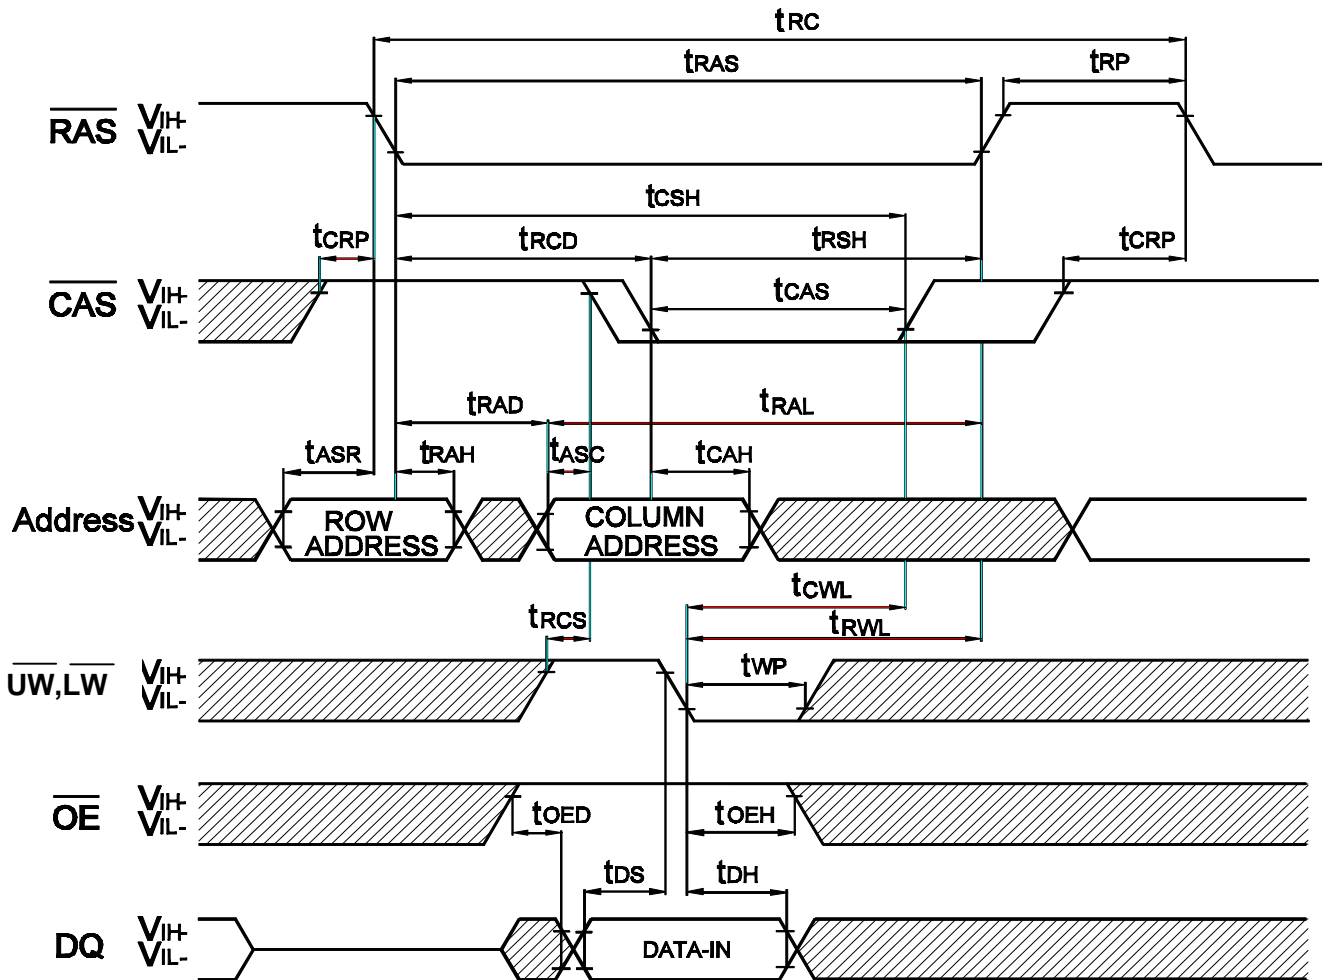 tRC
tRAS
tRP
RAS
VIH-
VIL-
tCSH
tCRP
tRCD
tRSH
tCRP
CAS
VIH-
VIL-
tCAS
tRAD
tRAL
tASR
tRAH
tASC
tCAH
Address
VIH-
VIL-
ROW
ADDRESS
COLUMN
ADDRESS
tCWL
tRCS
tRWL
UW,LW
VIH-
VIL-
tWP
OE
VIH-
VIL-
tOED
tOEH
tDS
tDH
DQ
VIH-
VIL-
DATA-IN